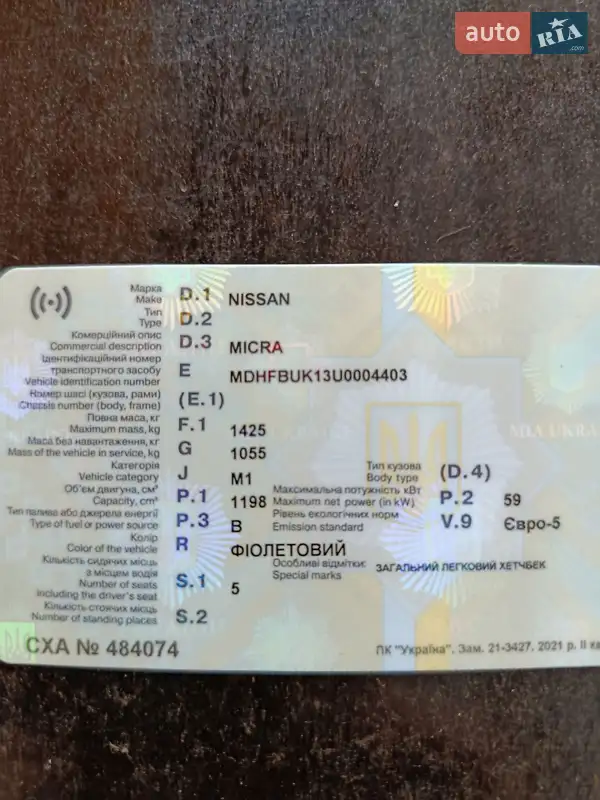 auto RIA .com
Марка
Make D.1 NISSAN
Тип
Type D.2
Комерційний опис
Commercial description D.3 MICRA
Ідентифікаційний номер
транспортного засобу
Vehicle identification number E MDHFBUK13U0004403
Номер шасі (кузова, рами)
Chassis number (body, frame) (E.1)
Повна маса, кг
Maximum mass, kg F.1 1425
Маса без навантаження, кг
Mass of the vehicle in service, kg G 1055
Категорія
Vehicle category J M1
Тип кузова
Body type (D.4)
Об'єм двигуна, см³
Capacity, cm³ P.1 1198
Максимальна потужність кВт
Maximum net power (in kW) P.2 59
Тип палива або джерела енергії
Type of fuel or power source P.3 B
Рівень екологічних норм
Emission standard V.9 Євро-5
Колір
Color of the vehicle R ФІОЛЕТОВИЙ
Особливі відмітки
Special marks ЗАГАЛЬНИЙ ЛЕГКОВИЙ ХЕТЧБЕК
Кількість сидячих місць
з місцем водія
Number of seats
including the driver's seat S.1 5
Кількість стоячих місць
Number of standing places S.2
MIA UKRA
СХА № 484074
ПК "Україна". Зам. 21-3427. 2021 р. II кв